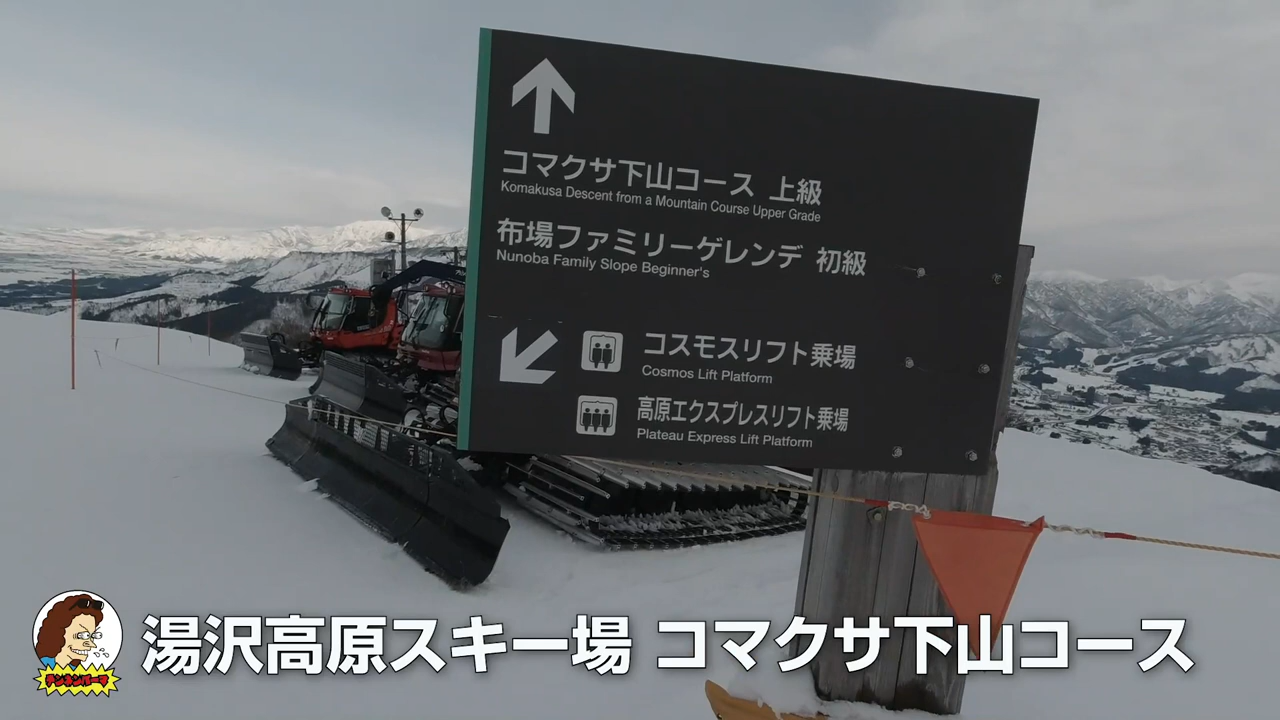 コマクサ下山コース 上級
Komakusa Descent from a Mountain Course Upper Grade
布場ファミリーゲレンデ 初級
Nunoba Family Slope Beginner's
コスモスリフト乗場
Cosmos Lift Platform
高原エクスプレスリフト乗場
Plateau Express Lift Platform
湯沢高原スキー場 コマクサ下山コース